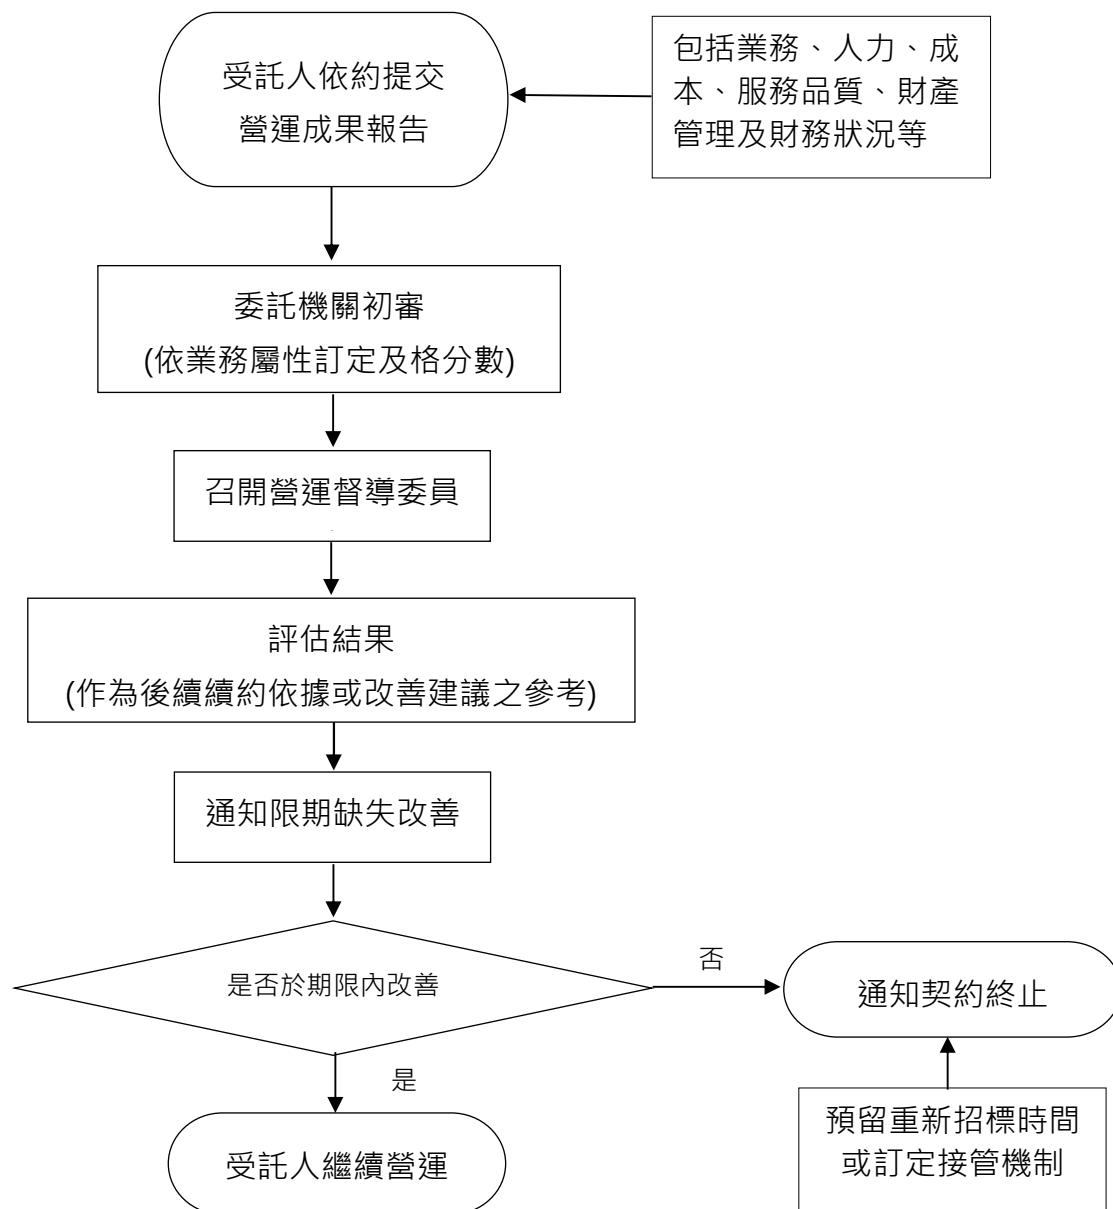 受託人依約提交
營運成果報告
包括業務、人力、成
本、服務品質、財產
管理及財務狀況等
委託機關初審
(依業務屬性訂定及格分數)
召開營運督導委員
評估結果
(作為後續續約依據或改善建議之參考)
通知限期缺失改善
是否於期限內改善
否
通知契約終止
是
受託人繼續營運
預留重新招標時間
或訂定接管機制